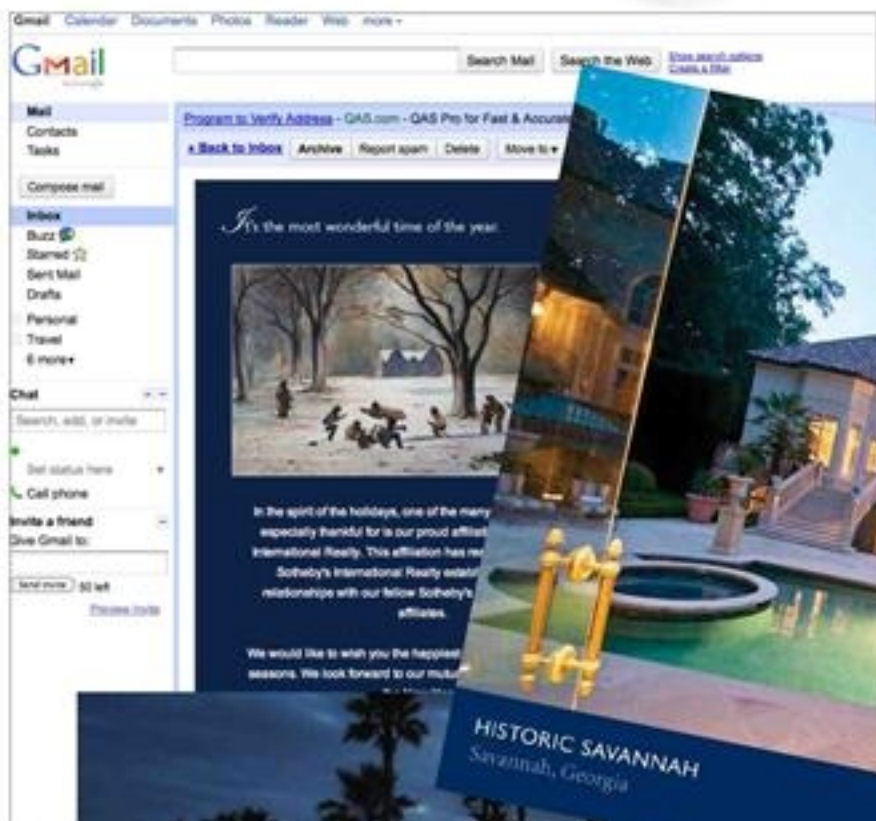 Gmail Calendar Documents Photos Reader Web more
Gmail
Search Mail
Search the Web
Show search options
Create a filter
Mail
Contacts
Tasks
Compose mail
Inbox
Buzz
Starred
Sent Mail
Drafts
Personal
Travel
6 more
Chat
Search, add, or invite
Set status here
Call phone
Invite a friend
Give Gmail to:
Send Invite 50 left
Preview Invite
Program to Verify Address - QAS.com - QAS Pro for Fast & Accurate
Back to Inbox Archive Report spam Delete Move to
It's the most wonderful time of the year.
In the spirit of the holidays, one of the many
especially thankful for is our proud
International Realty. This affiliation has
Sotheby's International Realty
relationships with our fellow Sotheby's
affiliates.
We would like to wish you the happiest
seasons. We look forward to our
HISTORIC SAVANNAH
Savannah, Georgia